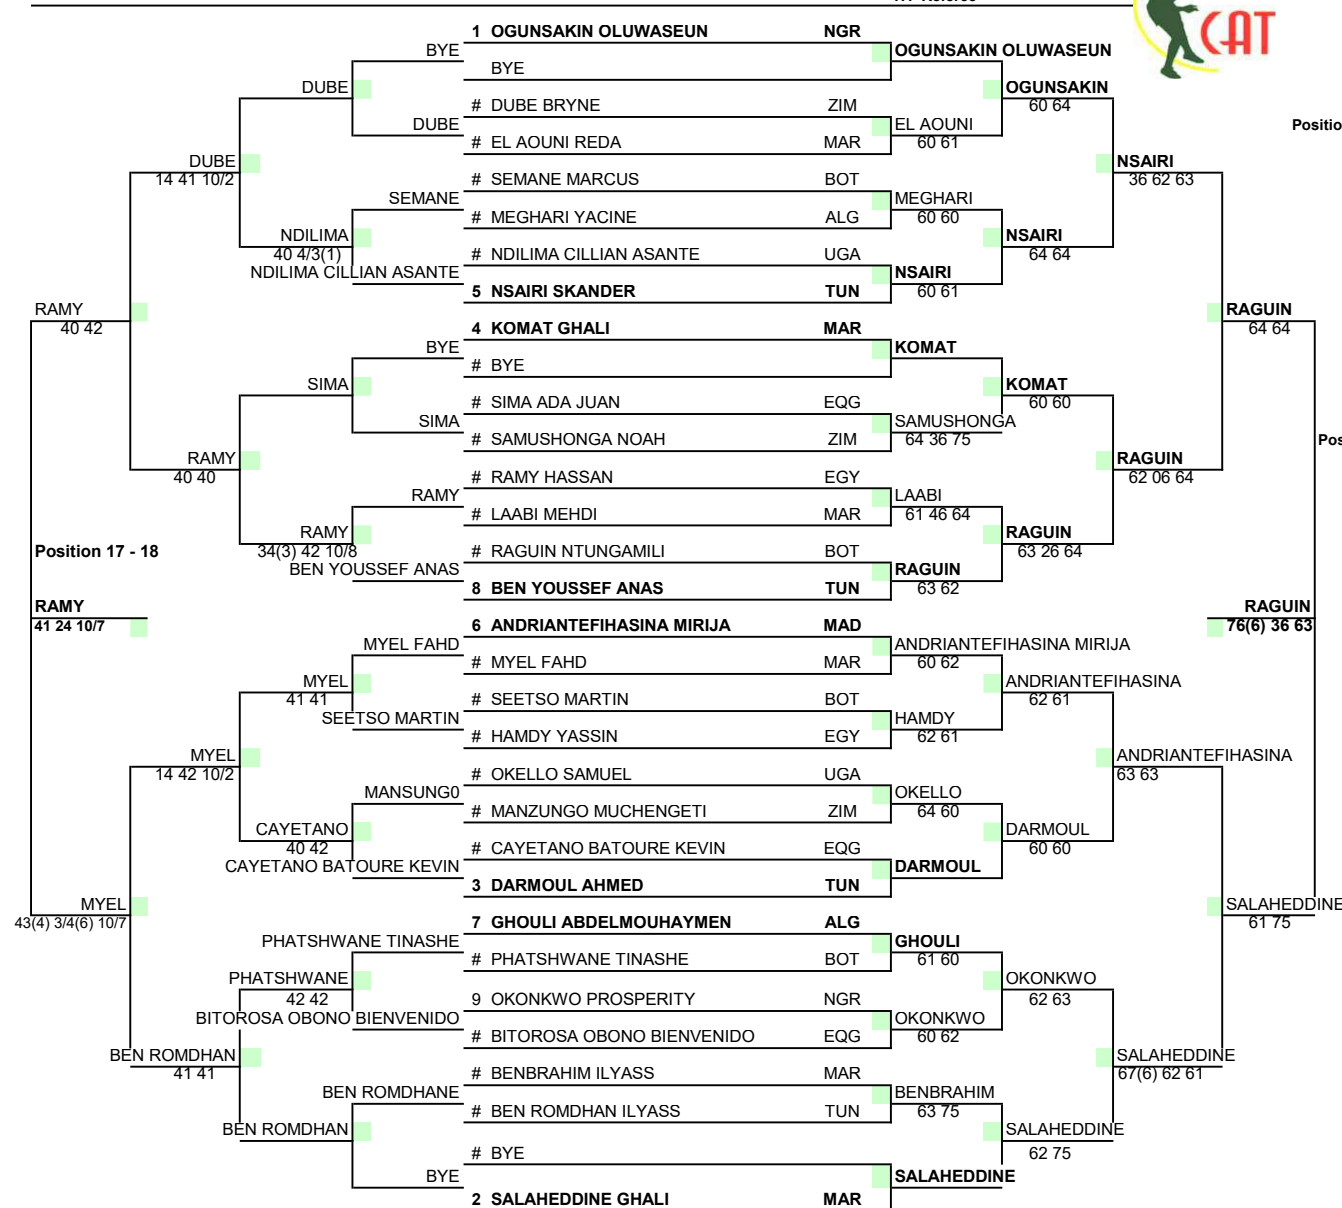 CAT
1 OGUNSAKIN OLUWASEUN NGR
BYE
OGUNSAKIN OLUWASEUN
BYE
DUBE
OGUNSAKIN
60 64
# DUBE BRYNE ZIM
DUBE
EL AOUNI
60 61
Positio
# EL AOUNI REDA MAR
DUBE
14 41 10/2
NSAIRI
36 62 63
# SEMANE MARCUS BOT
SEMANE
MEGHARI
60 60
# MEGHARI YACINE ALG
NDILIMA
40 4/3(1)
NSAIRI
64 64
# NDILIMA CILLIAN ASANTE UGA
NDILIMA CILLIAN ASANTE
NSAIRI
60 61
5 NSAIRI SKANDER TUN
RAMY
40 42
RAGUIN
64 64
4 KOMAT GHALI MAR
BYE
KOMAT
# BYE
SIMA
KOMAT
60 60
# SIMA ADA JUAN EQG
SIMA
SAMUSHONGA
64 36 75
# SAMUSHONGA NOAH ZIM
Pos
RAMY
40 40
RAGUIN
62 06 64
# RAMY HASSAN EGY
RAMY
LAABI
61 46 64
# LAABI MEHDI MAR
RAMY
34(3) 42 10/8
RAGUIN
63 26 64
Position 17 - 18
# RAGUIN NTUNGAMILI BOT
BEN YOUSSEF ANAS
RAGUIN
63 62
8 BEN YOUSSEF ANAS TUN
RAMY
41 24 10/7
RAGUIN
76(6) 36 63
6 ANDRIANTEFIHASINA MIRIJA MAD
MYEL FAHD
ANDRIANTEFIHASINA MIRIJA
60 62
# MYEL FAHD MAR
MYEL
41 41
ANDRIANTEFIHASINA
62 61
# SEETSO MARTIN BOT
SEETSO MARTIN
HAMDY
62 61
# HAMDY YASSIN EGY
MYEL
14 42 10/2
ANDRIANTEFIHASINA
63 63
# OKELLO SAMUEL UGA
MANSUNG0
OKELLO
64 60
# MANZUNGO MUCHENGETI ZIM
CAYETANO
40 42
DARMOUL
60 60
# CAYETANO BATOURE KEVIN EQG
CAYETANO BATOURE KEVIN
DARMOUL
3 DARMOUL AHMED TUN
MYEL
43(4) 3/4(6) 10/7
SALAHEDDINE
61 75
7 GHOULI ABDELMOUHAYMEN ALG
PHATSHWANE TINASHE
GHOULI
61 60
# PHATSHWANE TINASHE BOT
PHATSHWANE
42 42
OKONKWO
62 63
9 OKONKWO PROSPERITY NGR
BITOROSA OBONO BIENVENIDO
OKONKWO
60 62
# BITOROSA OBONO BIENVENIDO EQG
BEN ROMDHAN
41 41
SALAHEDDINE
67(6) 62 61
# BENBRAHIM ILYASS MAR
BEN ROMDHANE
BENBRAHIM
63 75
# BEN ROMDHAN ILYASS TUN
BEN ROMDHAN
SALAHEDDINE
62 75
# BYE
BYE
SALAHEDDINE
2 SALAHEDDINE GHALI MAR